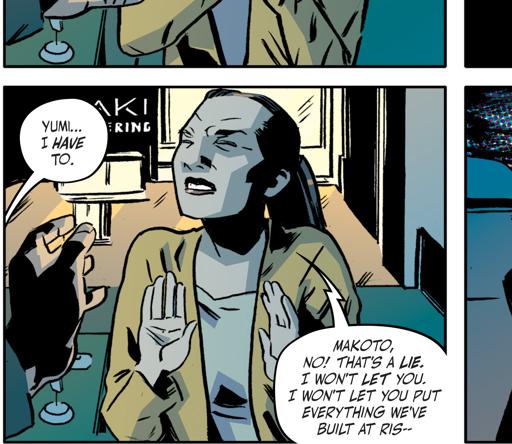 AKI
ERING
YUMI...
I HAVE
TO.
MAKOTO,
NO! THAT'S A LIE.
I WON'T LET YOU.
I WON'T LET YOU PUT
EVERYTHING WE'VE
BUILT AT RIS--